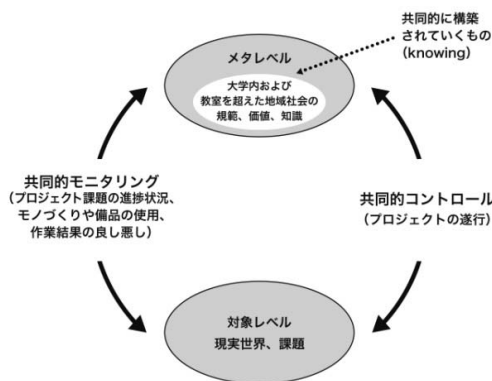 共同的に構築
されていくもの
(knowing)
メタレベル
大学内および
教室を超えた地域社会の
規範、価値、知識
共同的モニタリング
(プロジェクト課題の進捗状況、
モノづくりや備品の使用、
作業結果の良し悪し)
共同的コントロール
(プロジェクトの遂行)
対象レベル
現実世界、課題